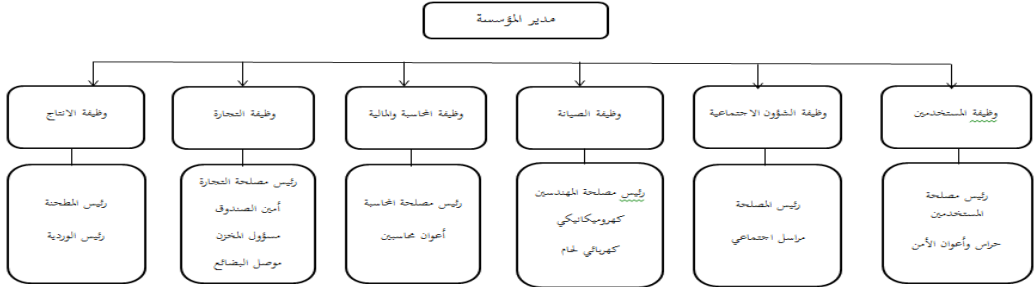 مدير المؤسسة
وظيفة المستخدمين
وظيفة الشؤون الاجتماعية
وظيفة الصيانة
وظيفة المحاسبة والمالية
وظيفة التجارة
وظيفة الانتاج
رئيس مصلحة
المستخدمين
حراس وأعوان الأمن
رئيس المصلحة
مراسل اجتماعي
رئيس مصلحة المهندسين
كهروميكانيكي
كهربائي لحام
رئيس مصلحة المحاسبة
أعوان محاسبين
رئيس مصلحة التجارة
أمين الصندوق
مسؤول المخزن
موصل البضائع
رئيس المطحنة
رئيس الوردية